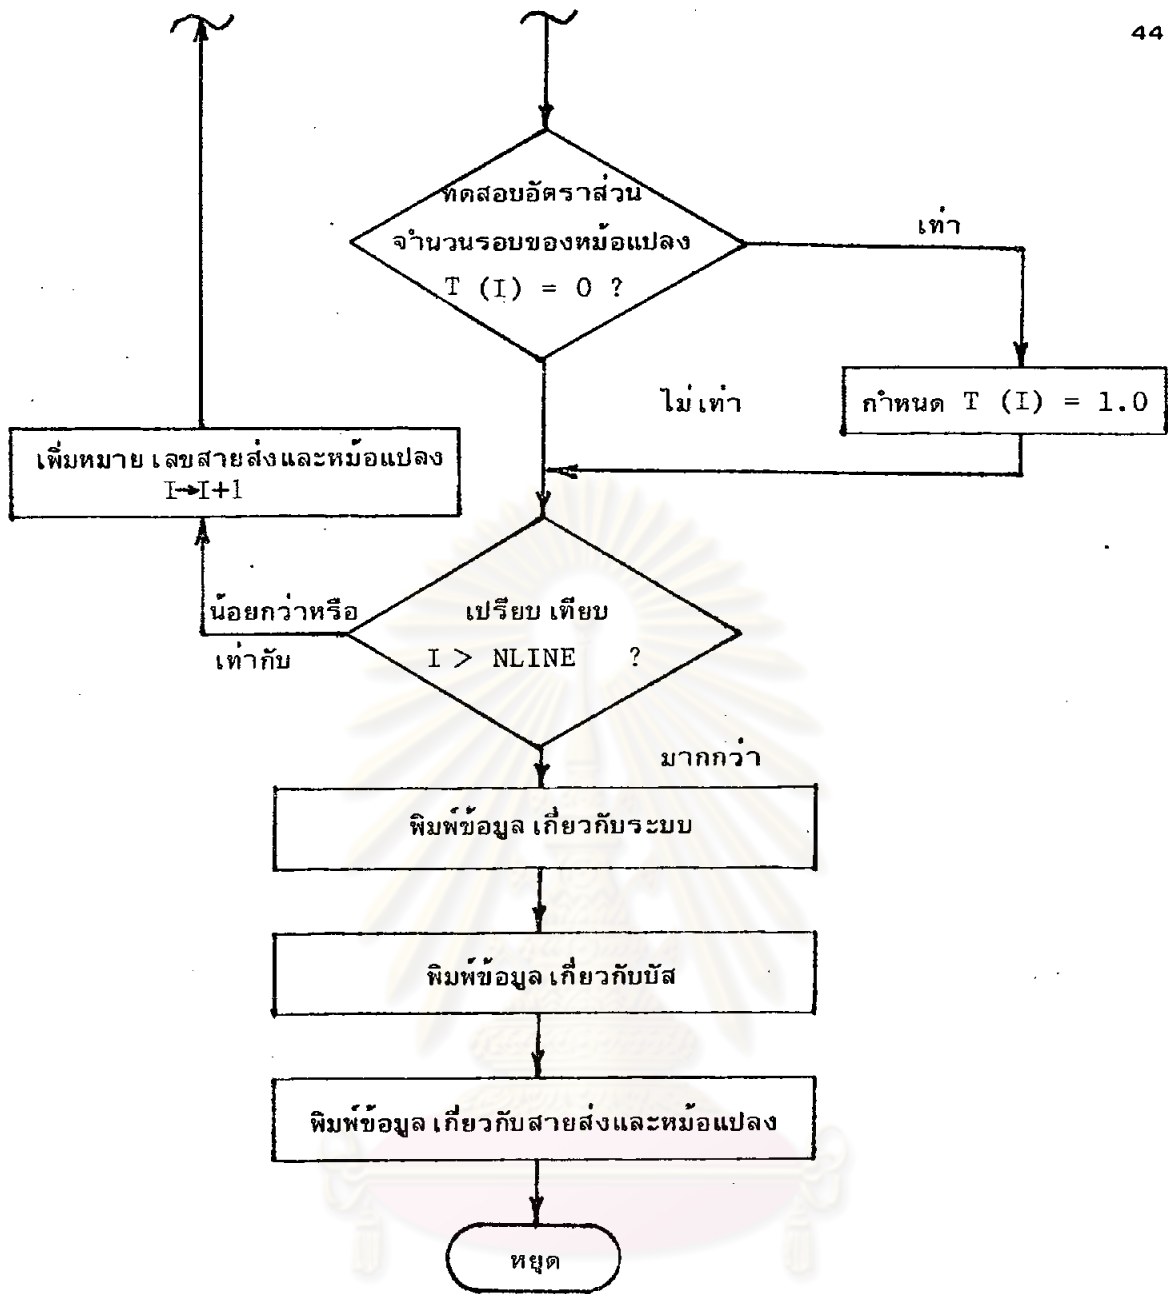 44
ทดสอบอัตราส่วน
จำนวนรอบของหม้อแปลง
T (I) = 0 ?
เท่า
ไม่เท่า
กำหนด T (I) = 1.0
เพิ่มหมายเลขสายส่งและหม้อแปลง
I→I+1
น้อยกว่าหรือ
เท่ากับ
เปรียบเทียบ
I > NLINE ?
มากกว่า
พิมพ์ข้อมูลเกี่ยวกับระบบ
พิมพ์ข้อมูลเกี่ยวกับบัส
พิมพ์ข้อมูลเกี่ยวกับสายส่งและหม้อแปลง
หยุด